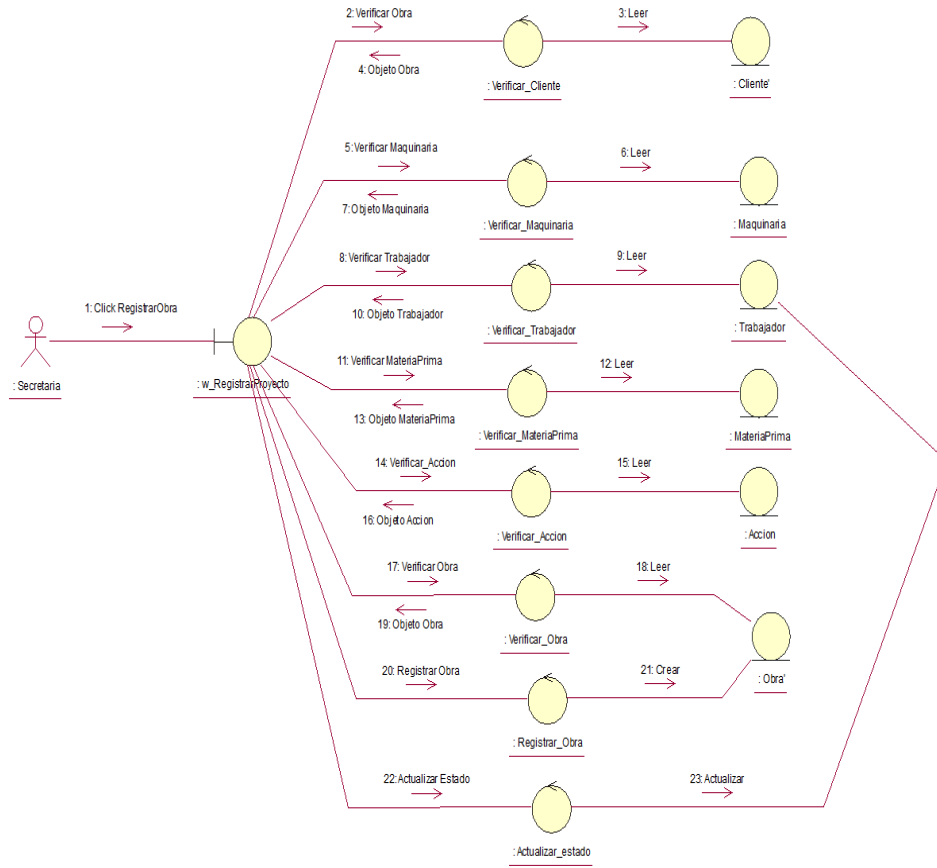 2: Verificar Obra
3: Leer
4: Objeto Obra
: Verificar_Cliente
: Cliente'
5: Verificar Maquinaria
6: Leer
7: Objeto Maquinaria
: Verificar_Maquinaria
: Maquinaria
8: Verificar Trabajador
9: Leer
10: Objeto Trabajador
: Verificar_Trabajador
: Trabajador
1: Click RegistrarObra
: Secretaria
: w_RegistrarProyecto
11: Verificar MateriaPrima
12: Leer
13: Objeto MateriaPrima
: Verificar_MateriaPrima
: MateriaPrima
14: Verificar_Accion
15: Leer
16: Objeto Accion
: Verificar_Accion
: Accion
17: Verificar Obra
18: Leer
19: Objeto Obra
: Verificar_Obra
: Obra'
20: Registrar Obra
21: Crear
: Registrar_Obra
22: Actualizar Estado
23: Actualizar
: Actualizar_estado